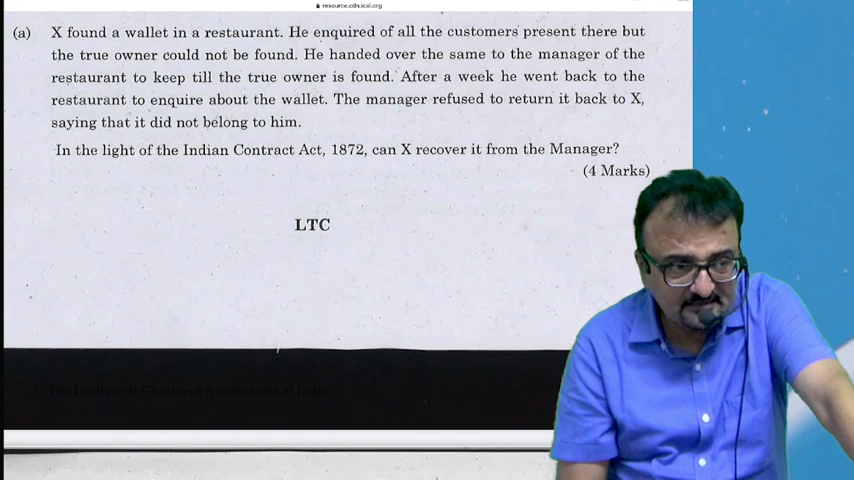 resource.cdn.icai.org
(a) X found a wallet in a restaurant. He enquired of all the customers present there but
the true owner could not be found. He handed over the same to the manager of the
restaurant to keep till the true owner is found. After a week he went back to the
restaurant to enquire about the wallet. The manager refused to return it back to X,
saying that it did not belong to him.
In the light of the Indian Contract Act, 1872, can X recover it from the Manager?
(4 Marks)
LTC
The Institute of Chartered Accountants of India